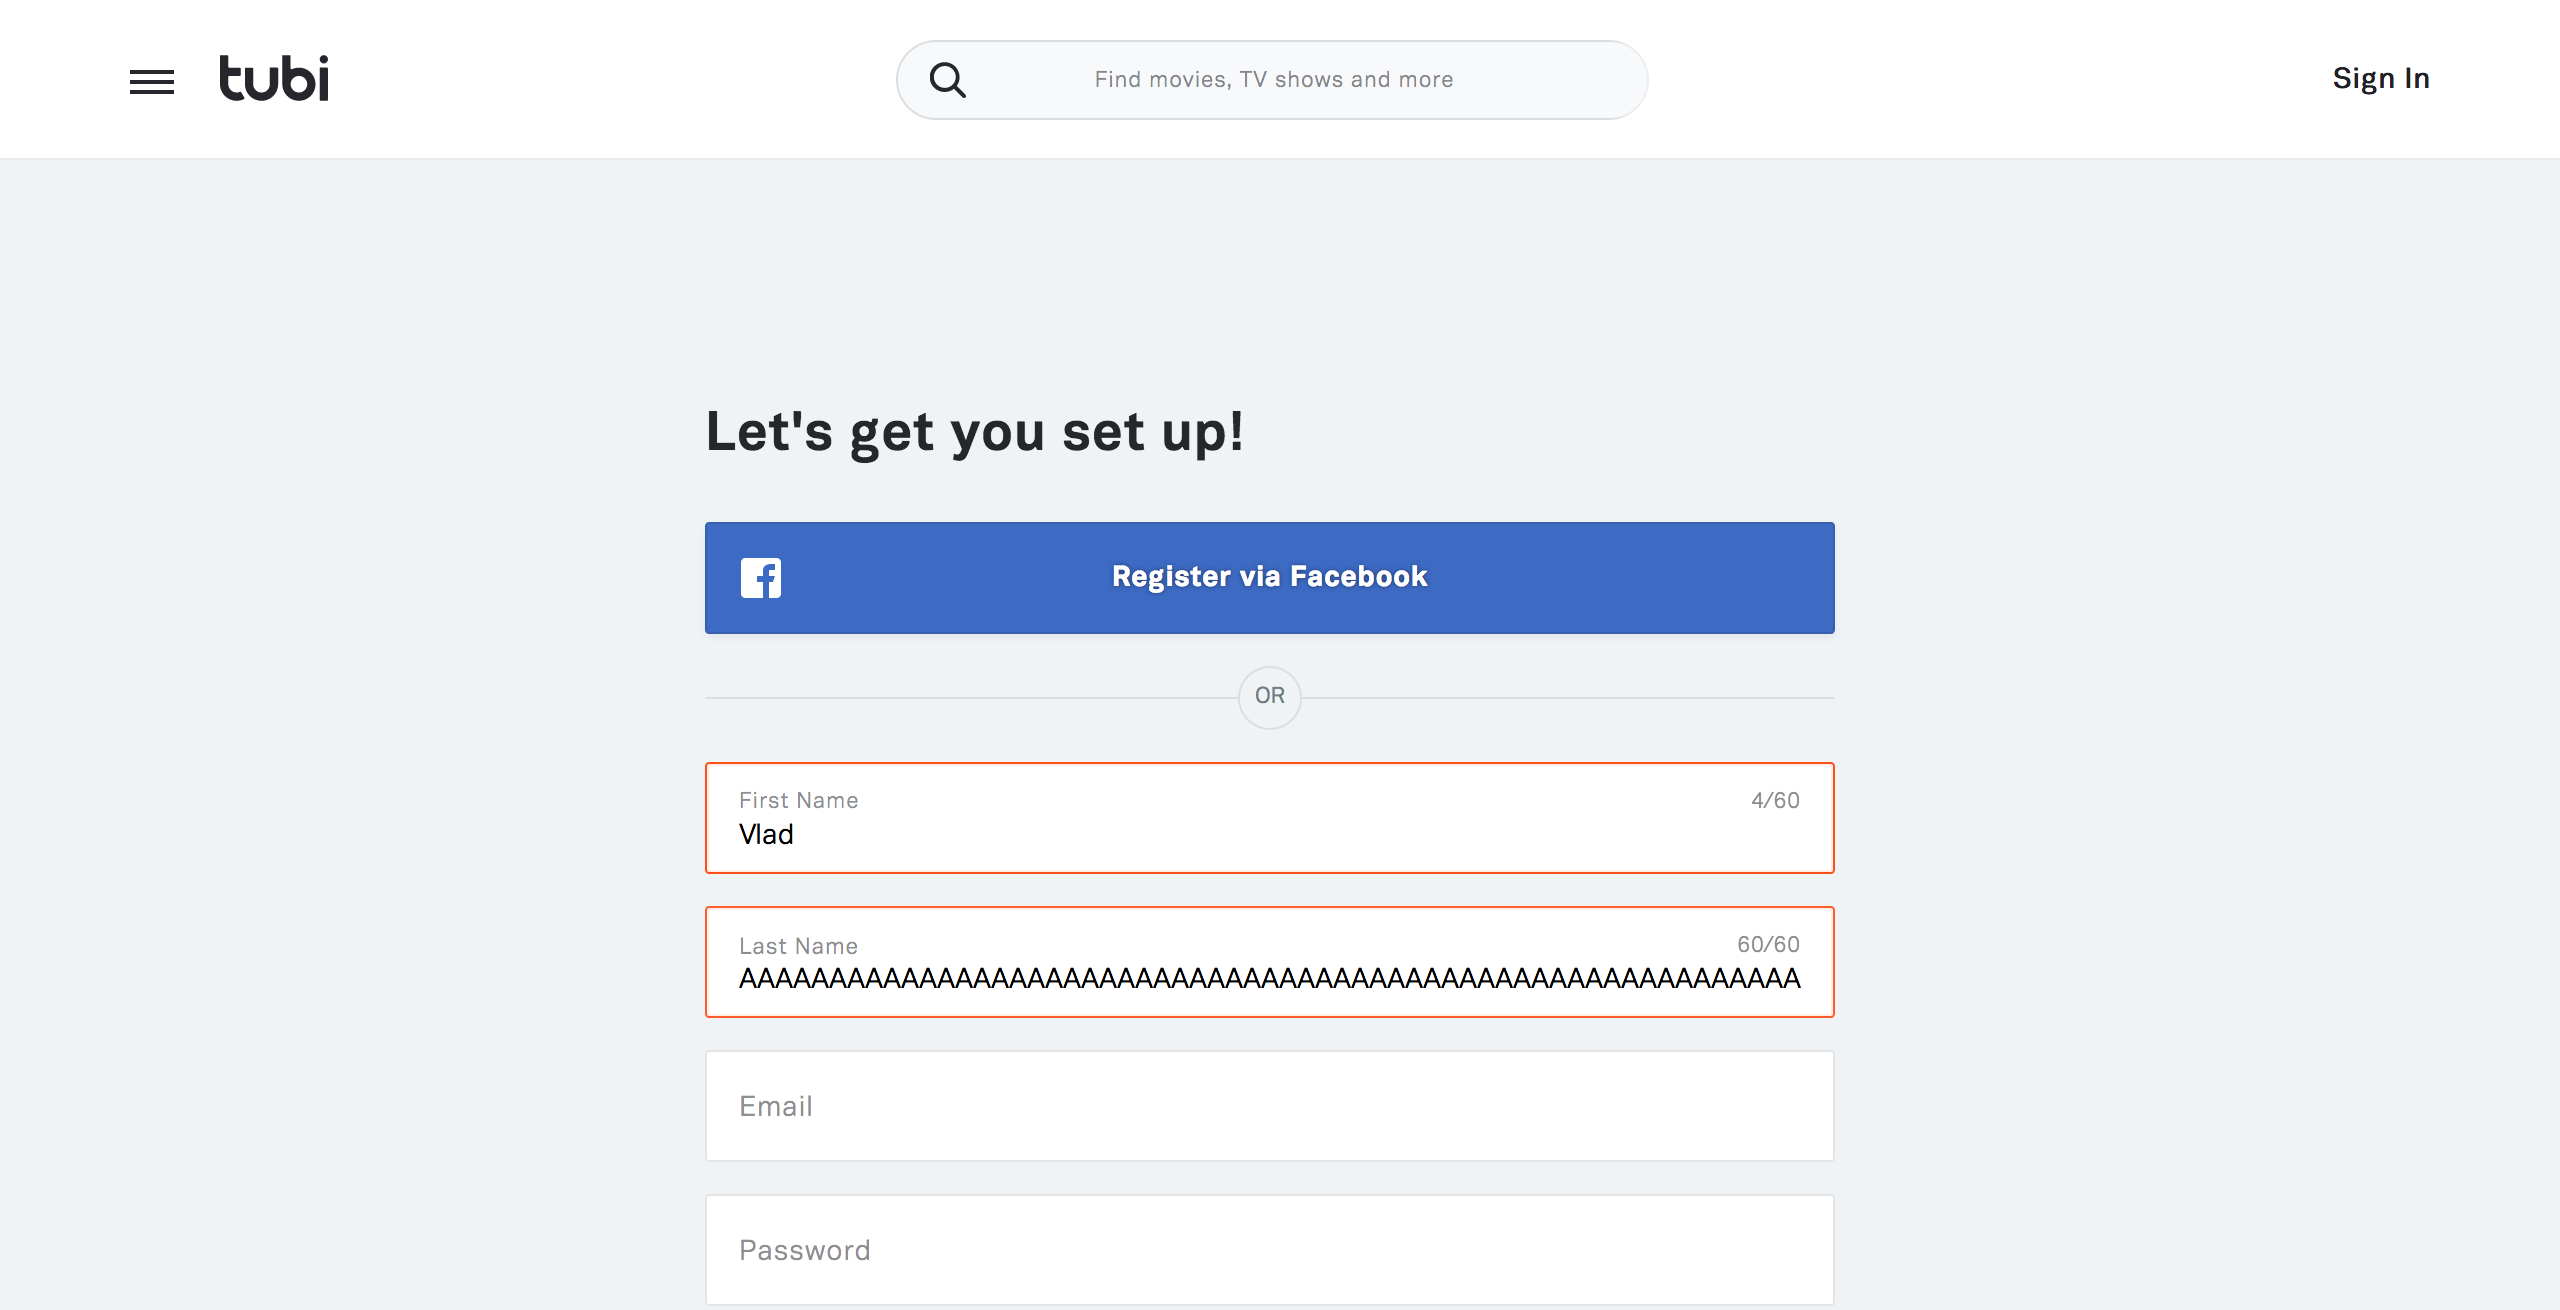 tubi
Find movies, TV shows and more
Sign In
Let's get you set up!
Register via Facebook
OR
First Name
4/60
Vlad
Last Name
60/60
AAAAAAAAAAAAAAAAAAAAAAAAAAAAAAAAAAAAAAAAAAAAAAAAAAAAAAAAAAAA
Email
Password